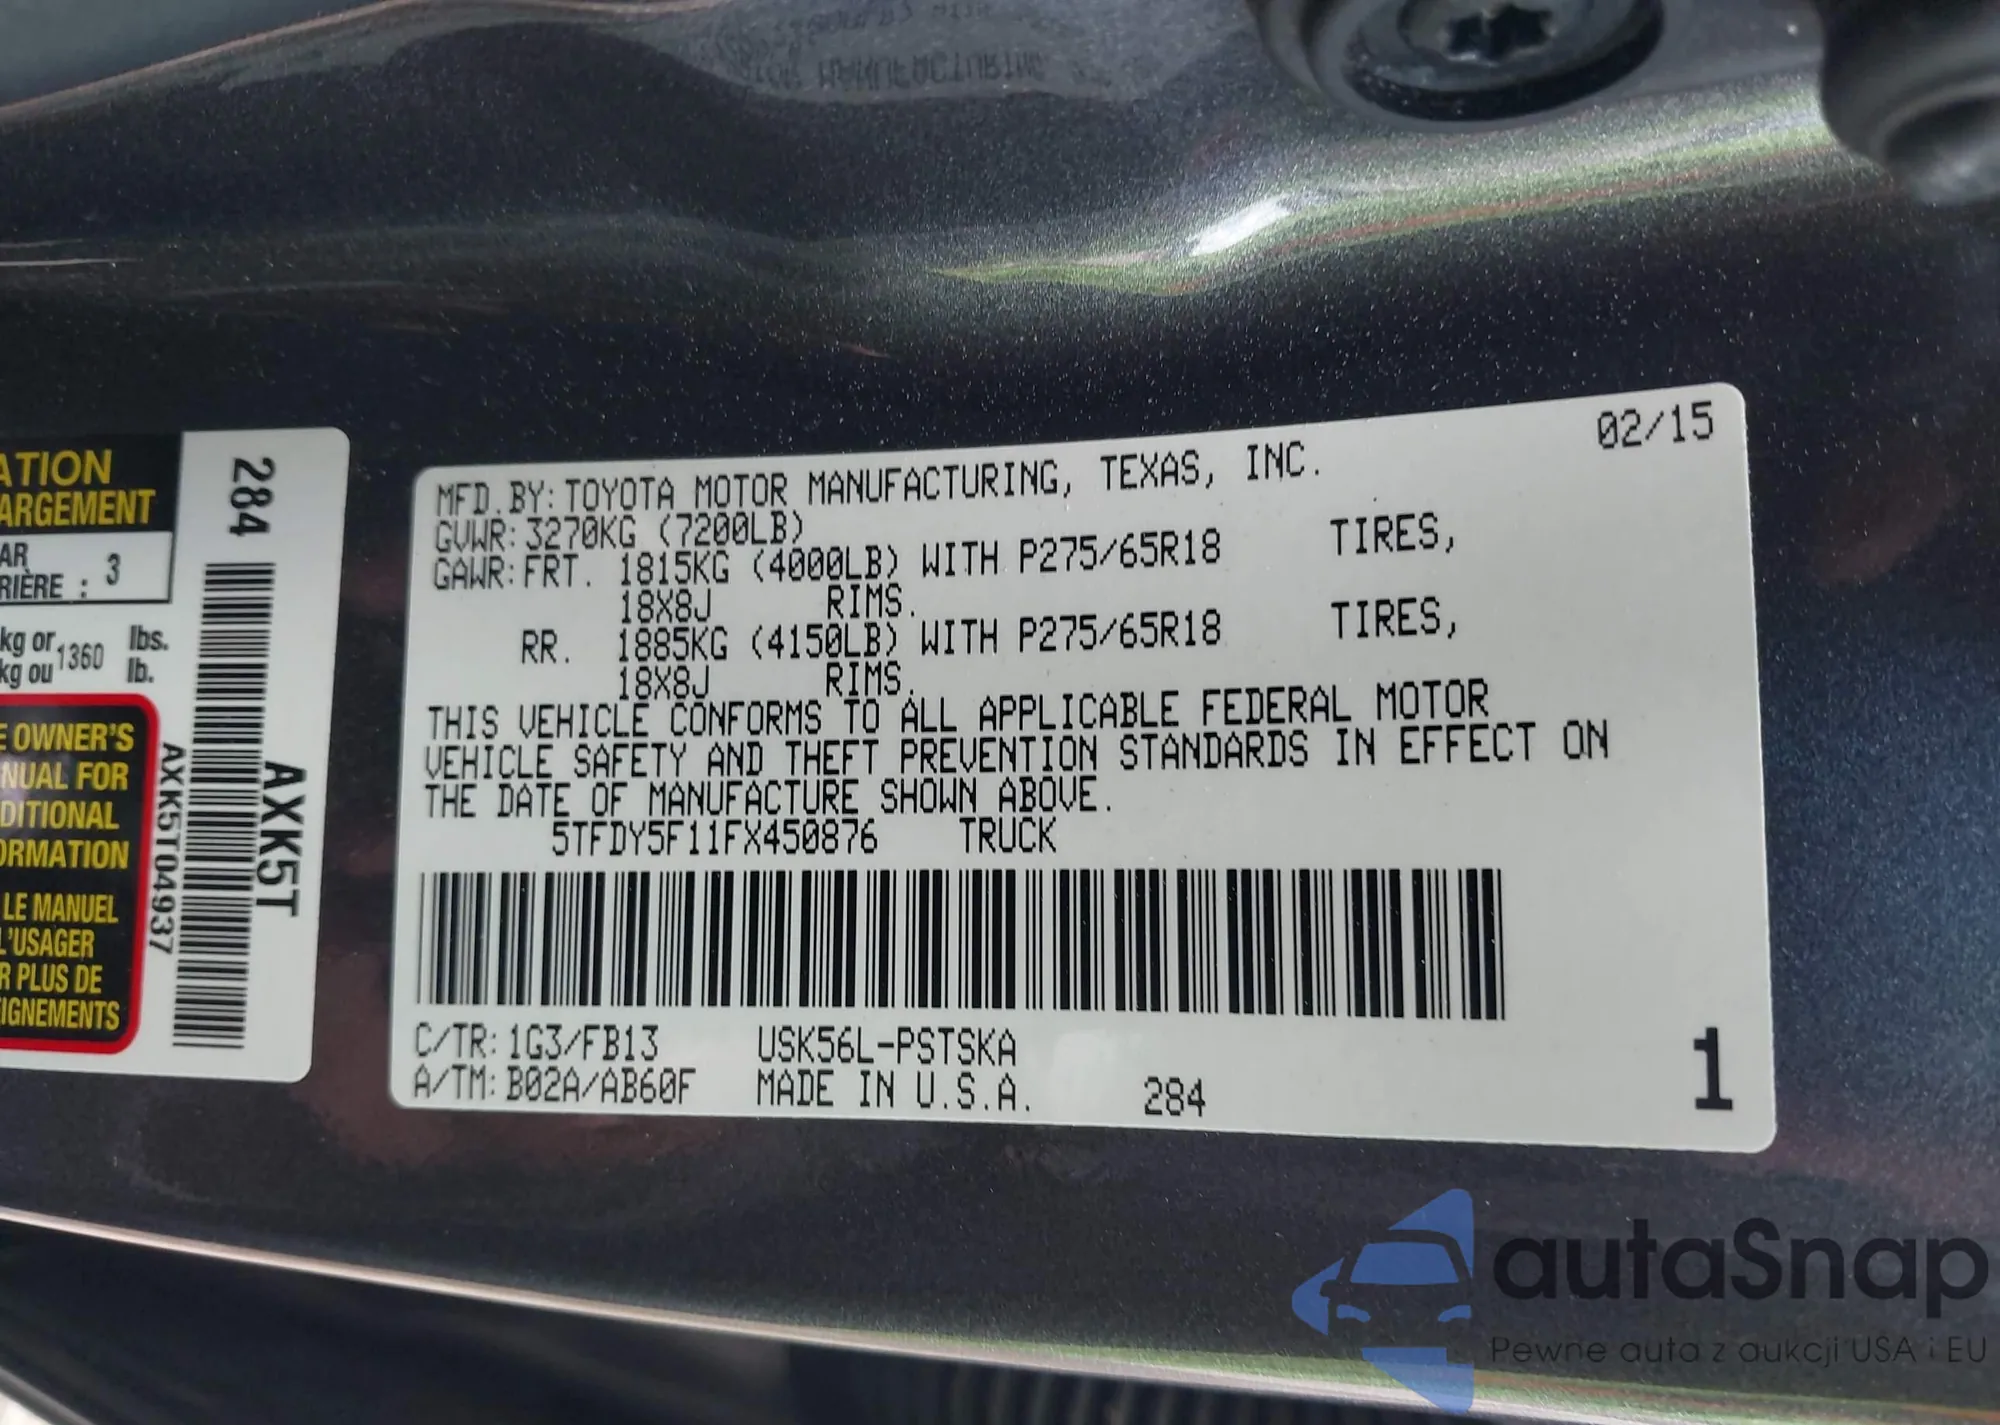 ATION
ARGEMENT
AR
RIÈRE : 3
kg or 1360 lbs.
kg ou lb.
E OWNER'S
NUAL FOR
DITIONAL
ORMATION
LE MANUEL
L'USAGER
R PLUS DE
EIGNEMENTS
284
AXK5T
AXK5T04937
02/15
MFD.BY:TOYOTA MOTOR MANUFACTURING, TEXAS, INC.
GVWR:3270KG (7200LB)
GAWR:FRT. 1815KG (4000LB) WITH P275/65R18 TIRES,
18X8J RIMS.
RR. 1885KG (4150LB) WITH P275/65R18 TIRES,
18X8J RIMS.
THIS VEHICLE CONFORMS TO ALL APPLICABLE FEDERAL MOTOR
VEHICLE SAFETY AND THEFT PREVENTION STANDARDS IN EFFECT ON
THE DATE OF MANUFACTURE SHOWN ABOVE.
5TFDY5F11FX450876 TRUCK
C/TR:1G3/FB13 USK56L-PSTSKA
A/TM:B02A/AB60F MADE IN U.S.A. 284
1
autaSnap
Pewne auta z aukcji USA i EU